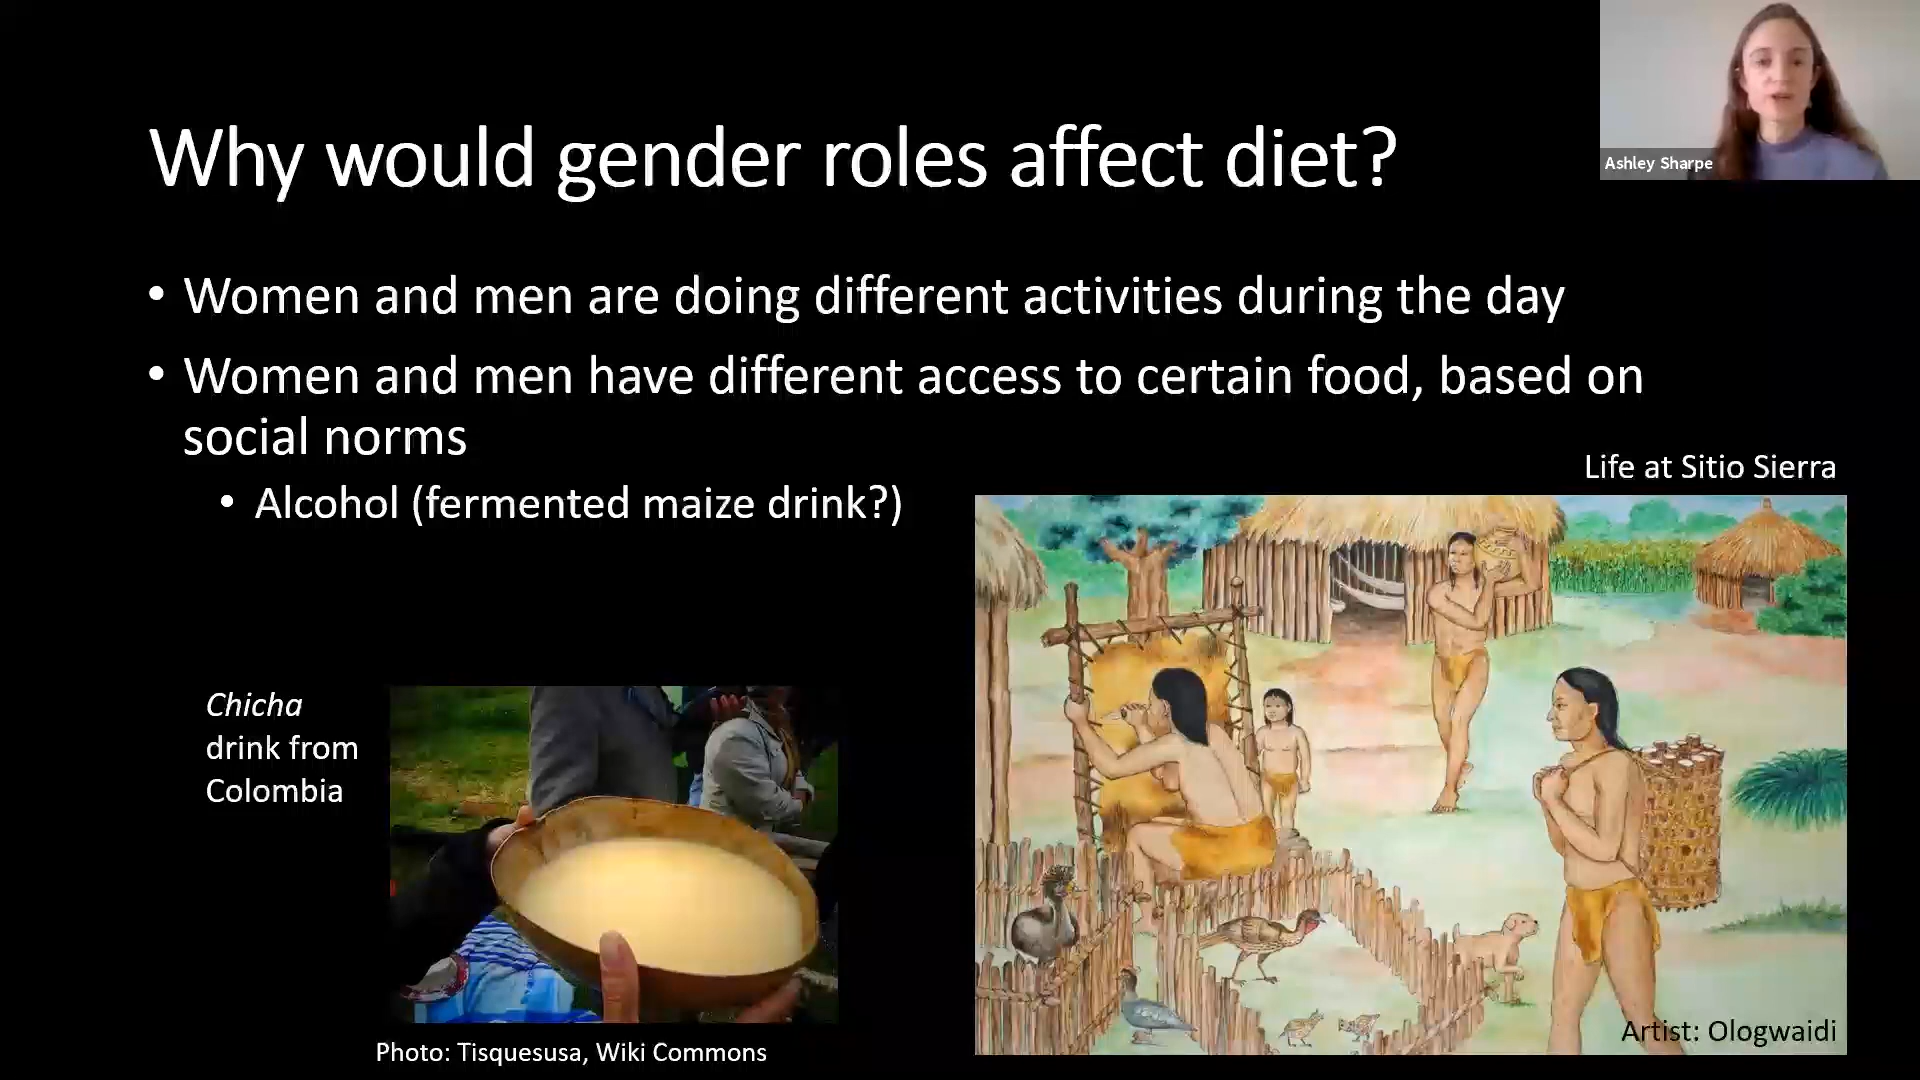 Ashley Sharpe
Why would gender roles affect diet?
• Women and men are doing different activities during the day
• Women and men have different access to certain food, based on
social norms
• Alcohol (fermented maize drink?)
Life at Sitio Sierra
Chicha
drink from
Colombia
Photo: Tisquesusa, Wiki Commons
Artist: Ologwaidi